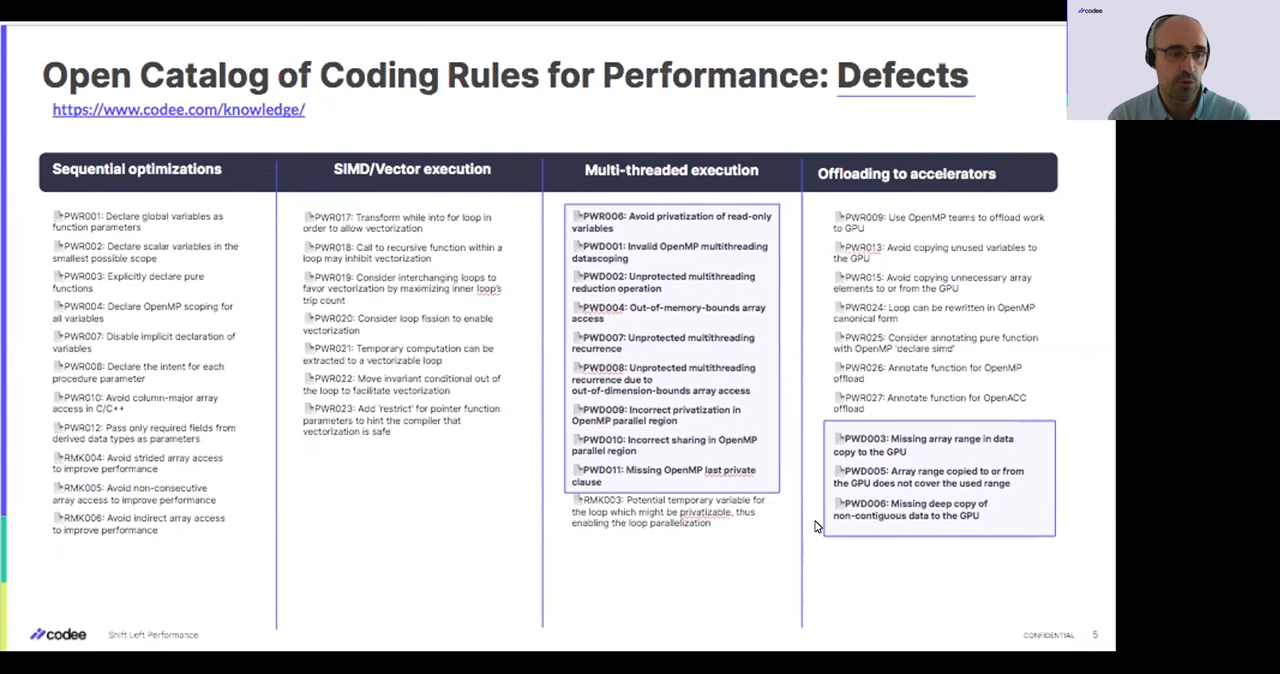 codee
Open Catalog of Coding Rules for Performance: Defects
https://www.codee.com/knowledge/
Sequential optimizations
PWR001: Declare global variables as
function parameters
PWR002: Declare scalar variables in the
smallest possible scope
PWR003: Explicitly declare pure
functions
PWR004: Declare OpenMP scoping for
all variables
PWR007: Disable implicit declaration of
variables
PWR008: Declare the intent for each
procedure parameter
PWR010: Avoid column-major array
access in C/C++
PWR012: Pass only required fields from
derived data types as parameters
RMK004: Avoid strided array access
to improve performance
RMK005: Avoid non-consecutive
array access to improve performance
RMK006: Avoid indirect array access
to improve performance
SIMD/Vector execution
PWR017: Transform while into for loop in
order to allow vectorization
PWR018: Call to recursive function within a
loop may inhibit vectorization
PWR019: Consider interchanging loops to
favor vectorization by maximizing inner loop's
trip count
PWR020: Consider loop fission to enable
vectorization
PWR021: Temporary computation can be
extracted to a vectorizable loop
PWR022: Move invariant conditional out of
the loop to facilitate vectorization
PWR023: Add 'restrict' for pointer function
parameters to hint the compiler that
vectorization is safe
Multi-threaded execution
PWR006: Avoid privatization of read-only
variables
PWD001: Invalid OpenMP multithreading
datascoping
PWD002: Unprotected multithreading
reduction operation
PWD004: Out-of-memory-bounds array
access
PWD007: Unprotected multithreading
recurrence
PWD008: Unprotected multithreading
recurrence due to
out-of-dimension-bounds array access
PWD009: Incorrect privatization in
OpenMP parallel region
PWD010: Incorrect sharing in OpenMP
parallel region
PWD011: Missing OpenMP last private
clause
RMK003: Potential temporary variable for
the loop which might be privatizable, thus
enabling the loop parallelization
Offloading to accelerators
PWR009: Use OpenMP teams to offload work
to GPU
PWR013: Avoid copying unused variables to
the GPU
PWR015: Avoid copying unnecessary array
elements to or from the GPU
PWR024: Loop can be rewritten in OpenMP
canonical form
PWR025: Consider annotating pure function
with OpenMP 'declare simd'
PWR026: Annotate function for OpenMP
offload
PWR027: Annotate function for OpenACC
offload
PWD003: Missing array range in data
copy to the GPU
PWD005: Array range copied to or from
the GPU does not cover the used range
PWD006: Missing deep copy of
non-contiguous data to the GPU
codee
Shift Left Performance
CONFIDENTIAL
5